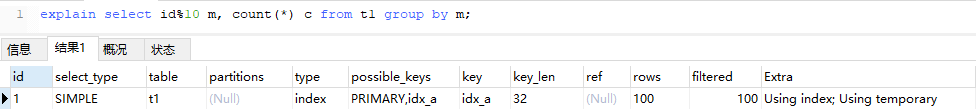 1 explain select id%10 m, count(*) c from t1 group by m;
信息 结果1 概况 状态
id select_type table partitions type possible_keys key key_len ref rows filtered Extra
1 SIMPLE t1 (Null) index PRIMARY,idx_a idx_a 32 (Null) 100 100 Using index; Using temporary